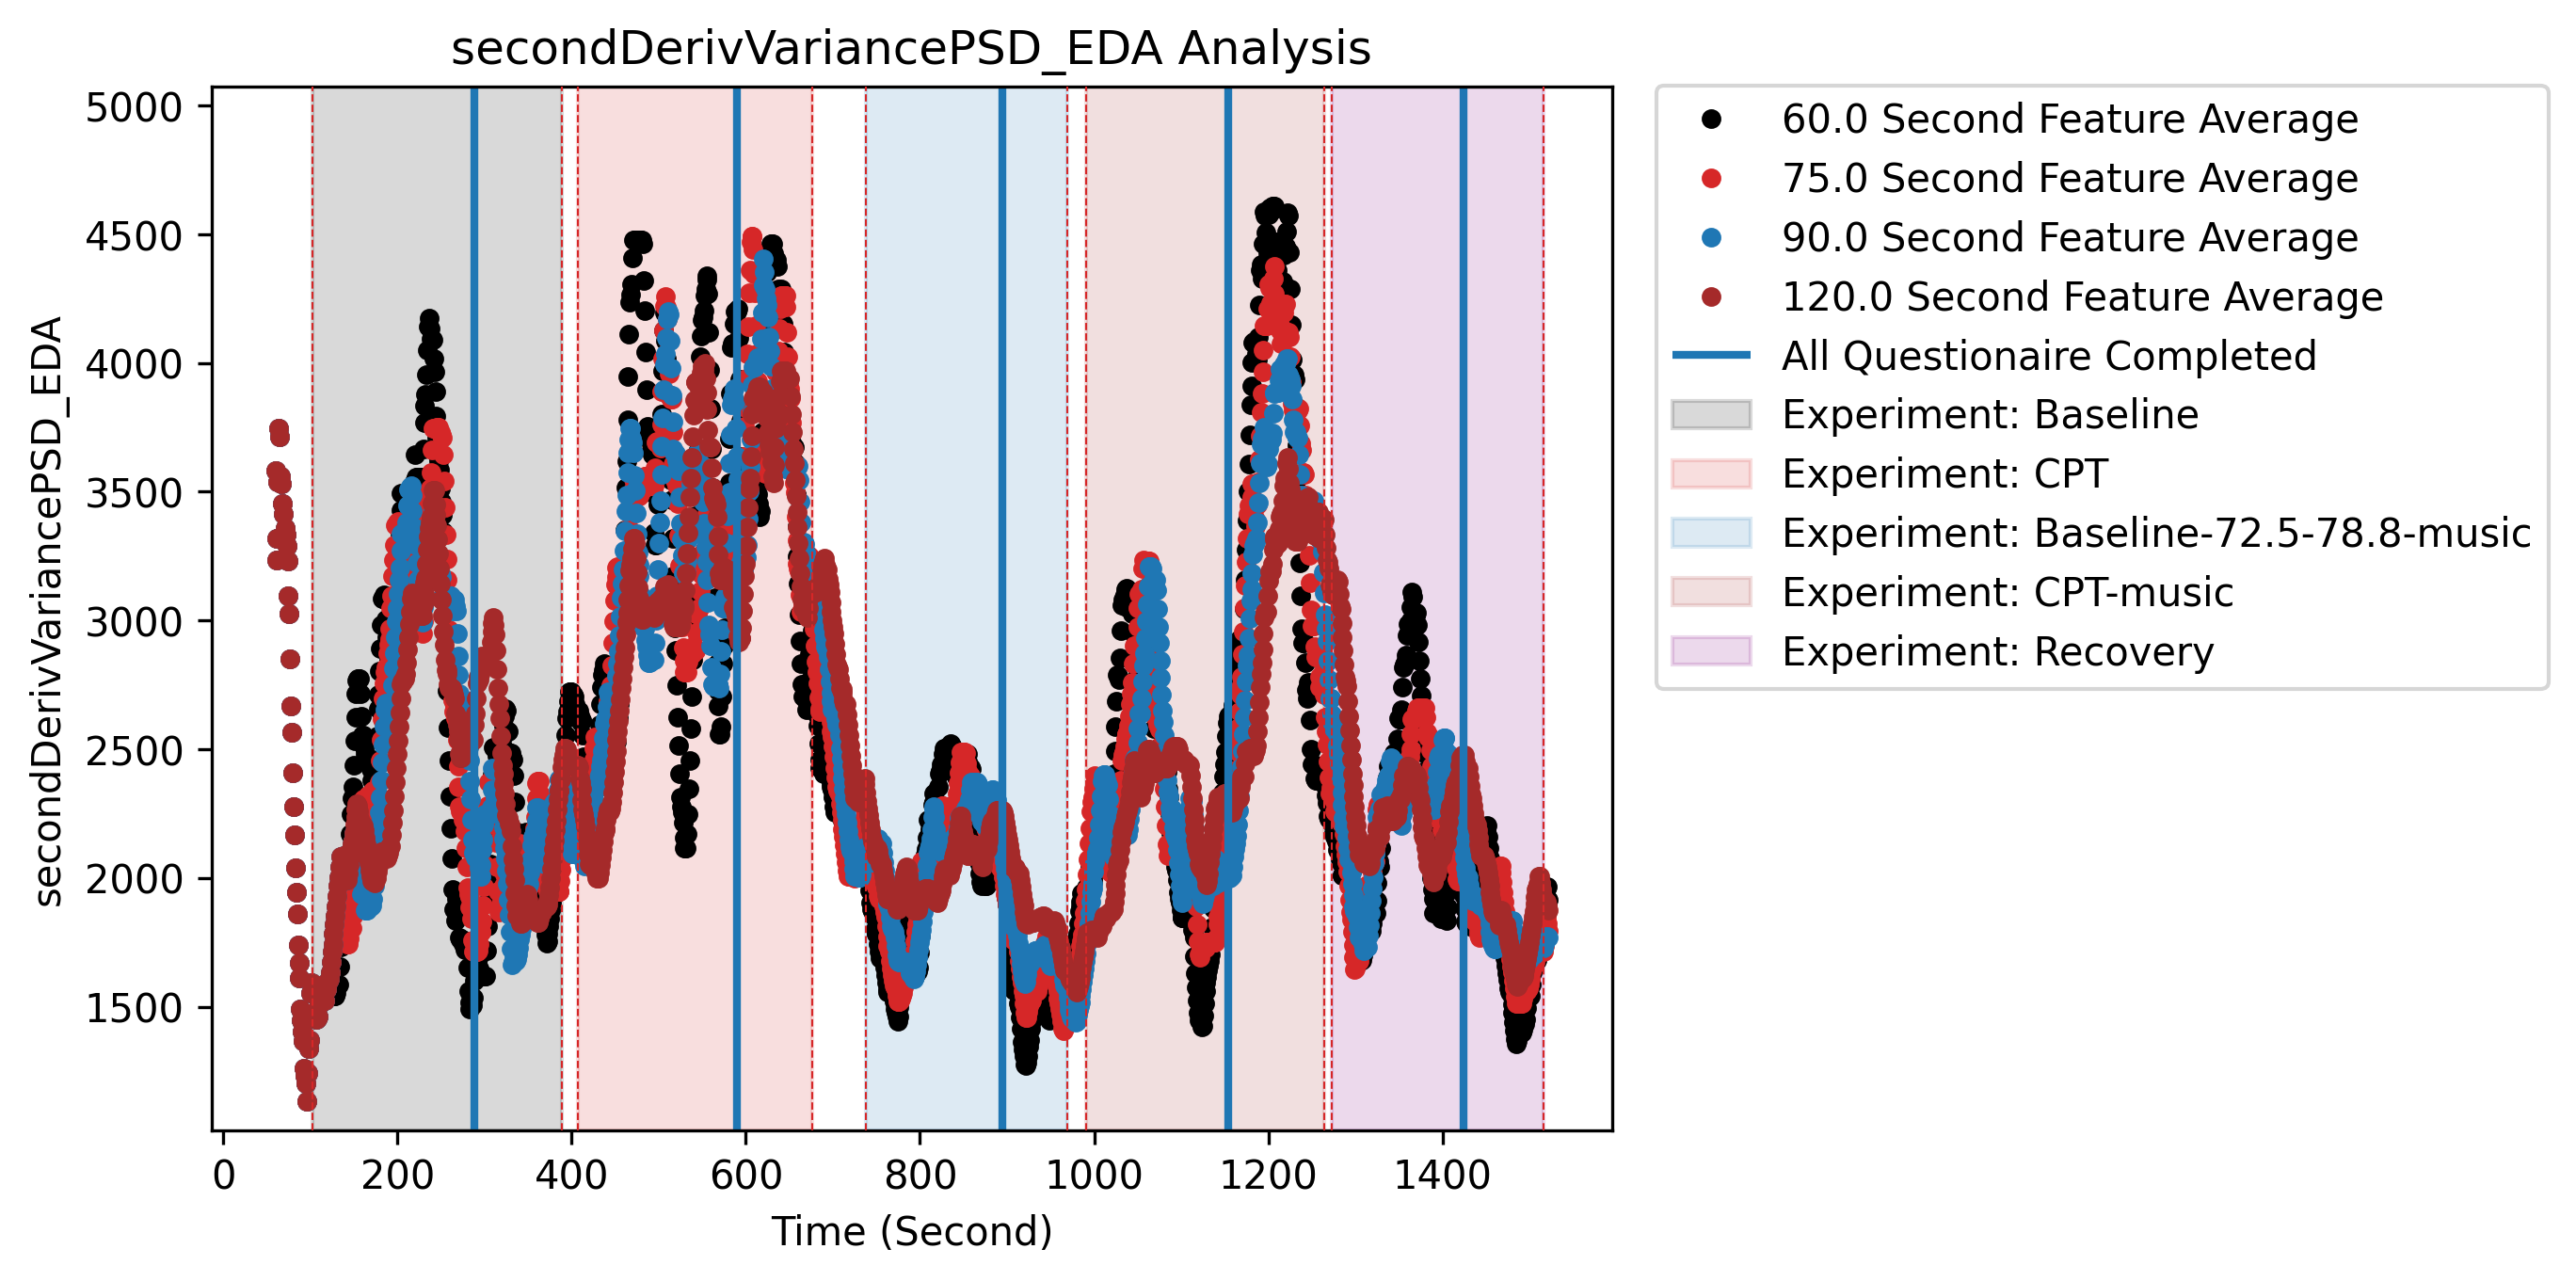 secondDerivVariancePSD_EDA Analysis
secondDerivVariancePSD_EDA
5000
4500
4000
3500
3000
2500
2000
1500
0
200
400
600
800
1000
1200
1400
Time (Second)
60.0 Second Feature Average
75.0 Second Feature Average
90.0 Second Feature Average
120.0 Second Feature Average
All Questionaire Completed
Experiment: Baseline
Experiment: CPT
Experiment: Baseline-72.5-78.8-music
Experiment: CPT-music
Experiment: Recovery